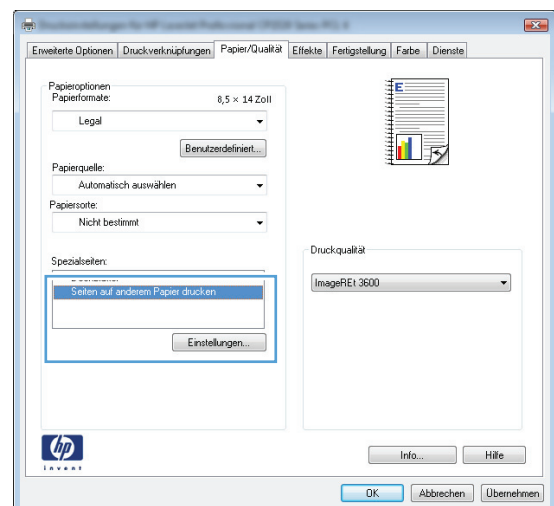 Erweiterte Optionen Druckverknüpfungen Papier/Qualität Effekte Fertigstellung Farbe Dienste
Papieroptionen
Papierformate: 8,5 × 14 Zoll
Legal
Benutzerdefiniert...
Papierquelle:
Automatisch auswählen
Papiersorte:
Nicht bestimmt
Spezialseiten:
Seiten auf anderem Papier drucken
Einstellungen...
E
Druckqualität
ImageREt 3600
hp
invent
Info... Hilfe
OK Abbrechen Übernehmen